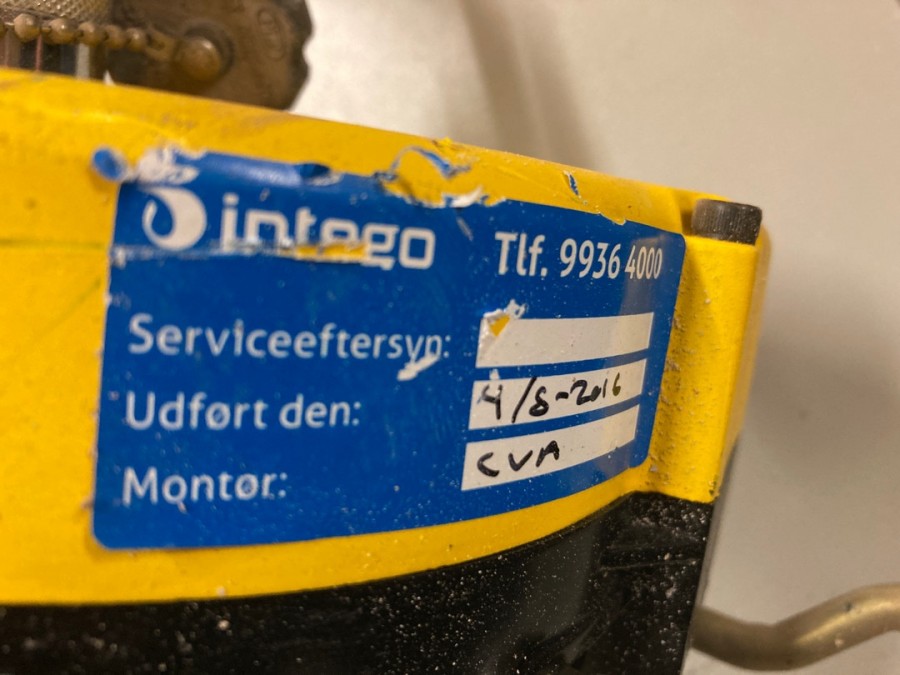 intego
Tlf. 9936 4000
Serviceeftersyn:
Udført den: 4/8-2016
Montør: CVA